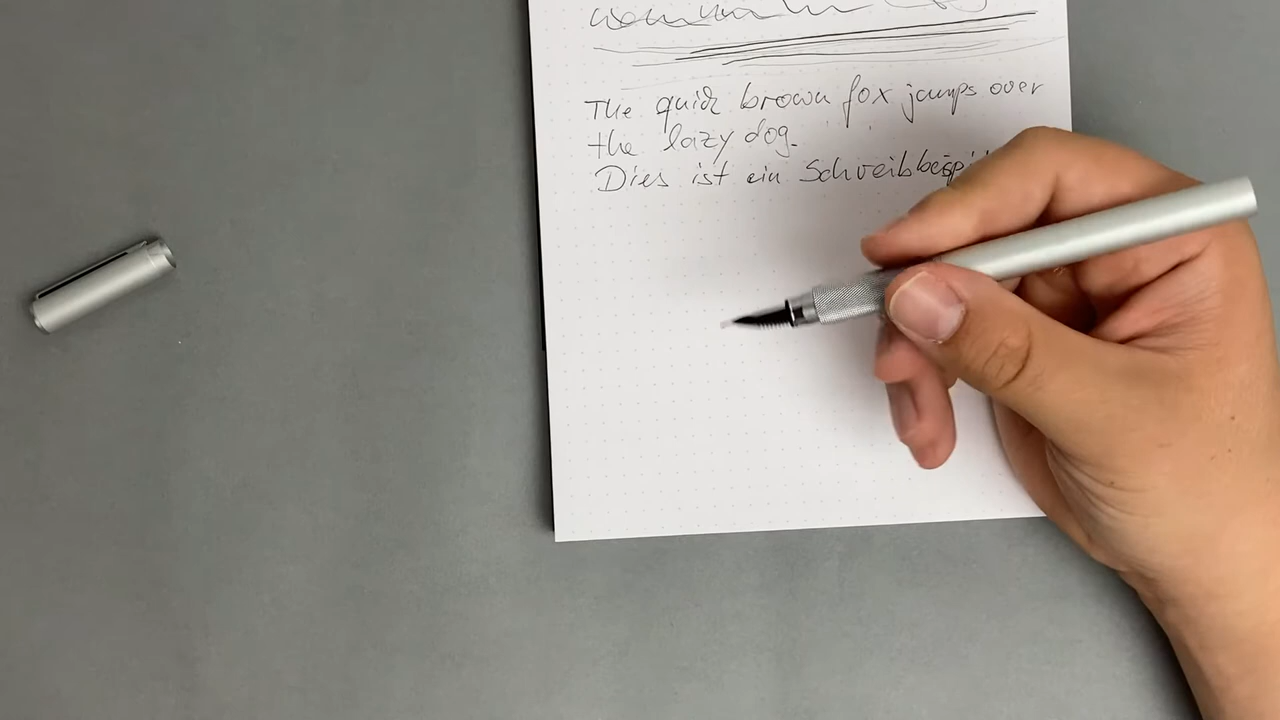 The quick brown fox jumps over
the lazy dog.
Dies ist ein